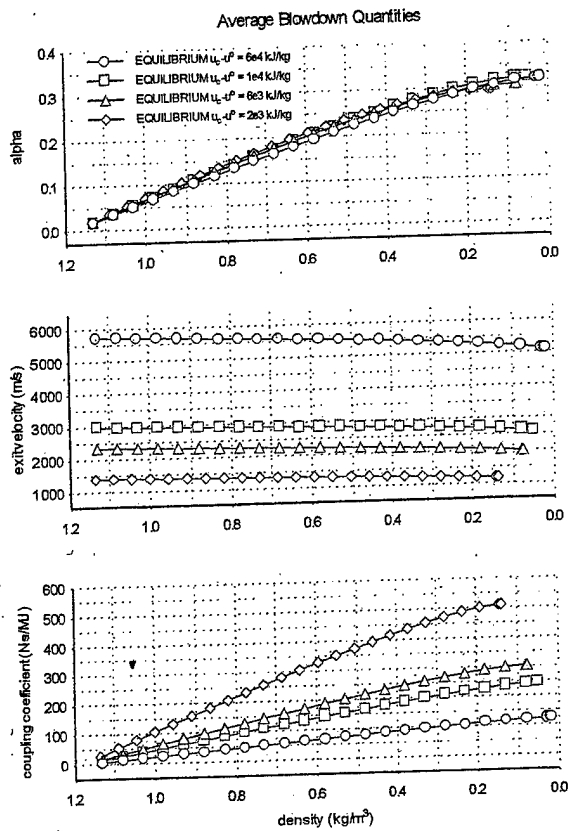 Average Blowdown Quantities
0.4
0.3
0.2
0.1
0.0
alpha
EQUILIBRIUM u_c-u° = 6e4 kJ/kg
EQUILIBRIUM u_c-u° = 1e4 kJ/kg
EQUILIBRIUM u_c-u° = 6e3 kJ/kg
EQUILIBRIUM u_c-u° = 2e3 kJ/kg
1.2 1.0 0.8 0.6 0.4 0.2 0.0
6000
5000
4000
3000
2000
1000
exit velocity (m/s)
1.2 1.0 0.8 0.6 0.4 0.2 0.0
600
500
400
300
200
100
0
coupling coefficient (Ns/MJ)
1.2 1.0 0.8 0.6 0.4 0.2 0.0
density (kg/m³)